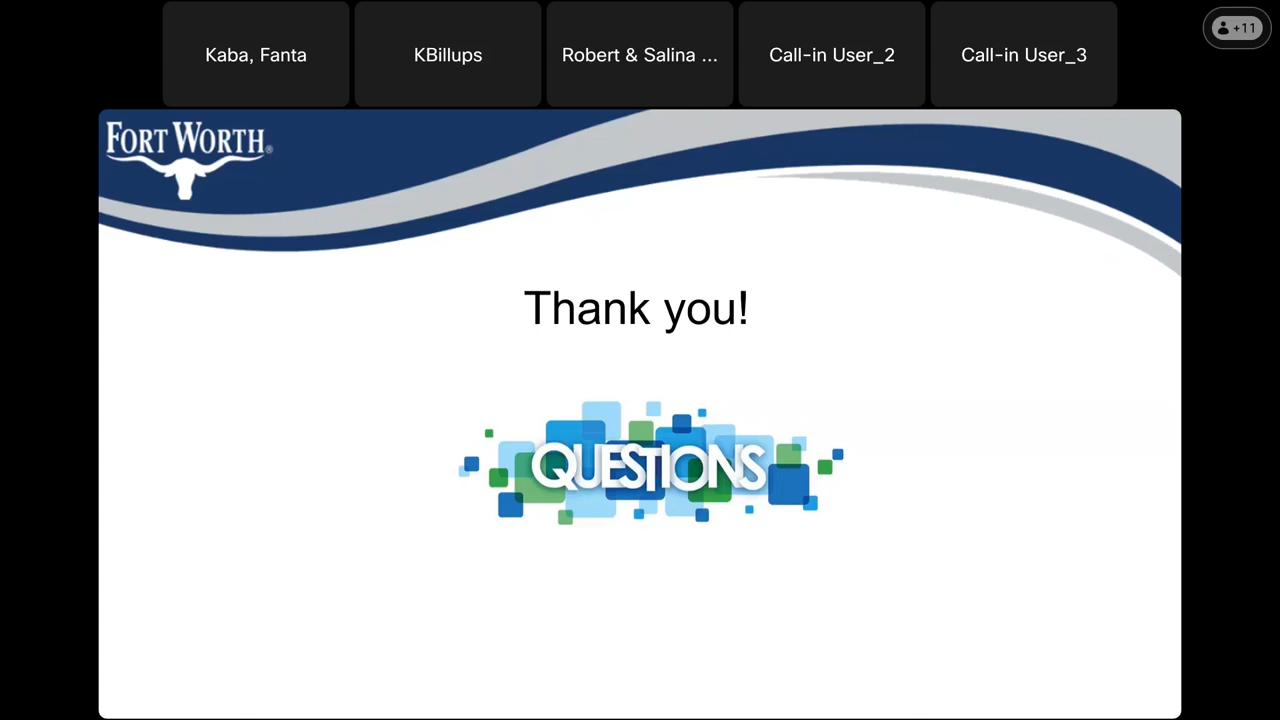 Kaba, Fanta
KBillups
Robert & Salina ...
Call-in User_2
Call-in User_3
+11
FORT WORTH®
Thank you!
QUESTIONS